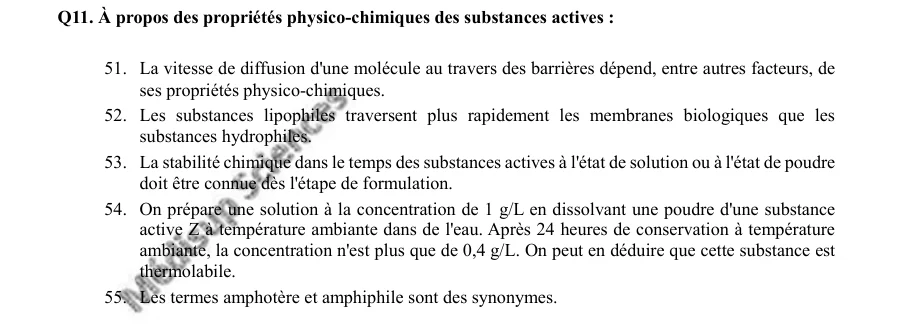 Q11. À propos des propriétés physico-chimiques des substances actives :
51. La vitesse de diffusion d'une molécule au travers des barrières dépend, entre autres facteurs, de
ses propriétés physico-chimiques.
52. Les substances lipophiles traversent plus rapidement les membranes biologiques que les
substances hydrophiles.
53. La stabilité chimique dans le temps des substances actives à l'état de solution ou à l'état de poudre
doit être connue dès l'étape de formulation.
54. On prépare une solution à la concentration de 1 g/L en dissolvant une poudre d'une substance
active Z à température ambiante dans de l'eau. Après 24 heures de conservation à température
ambiante, la concentration n'est plus que de 0,4 g/L. On peut en déduire que cette substance est
thermolabile.
55. Les termes amphotère et amphiphile sont des synonymes.
Médisup Sciences